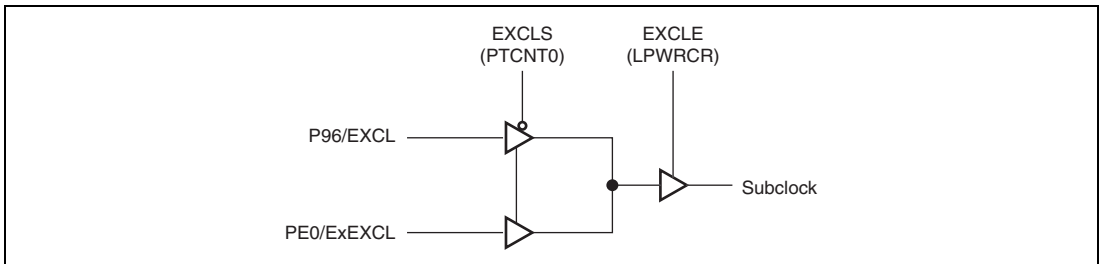 EXCLS
(PTCNT0)
EXCLE
(LPWRCR)
P96/EXCL
Subclock
PE0/ExEXCL